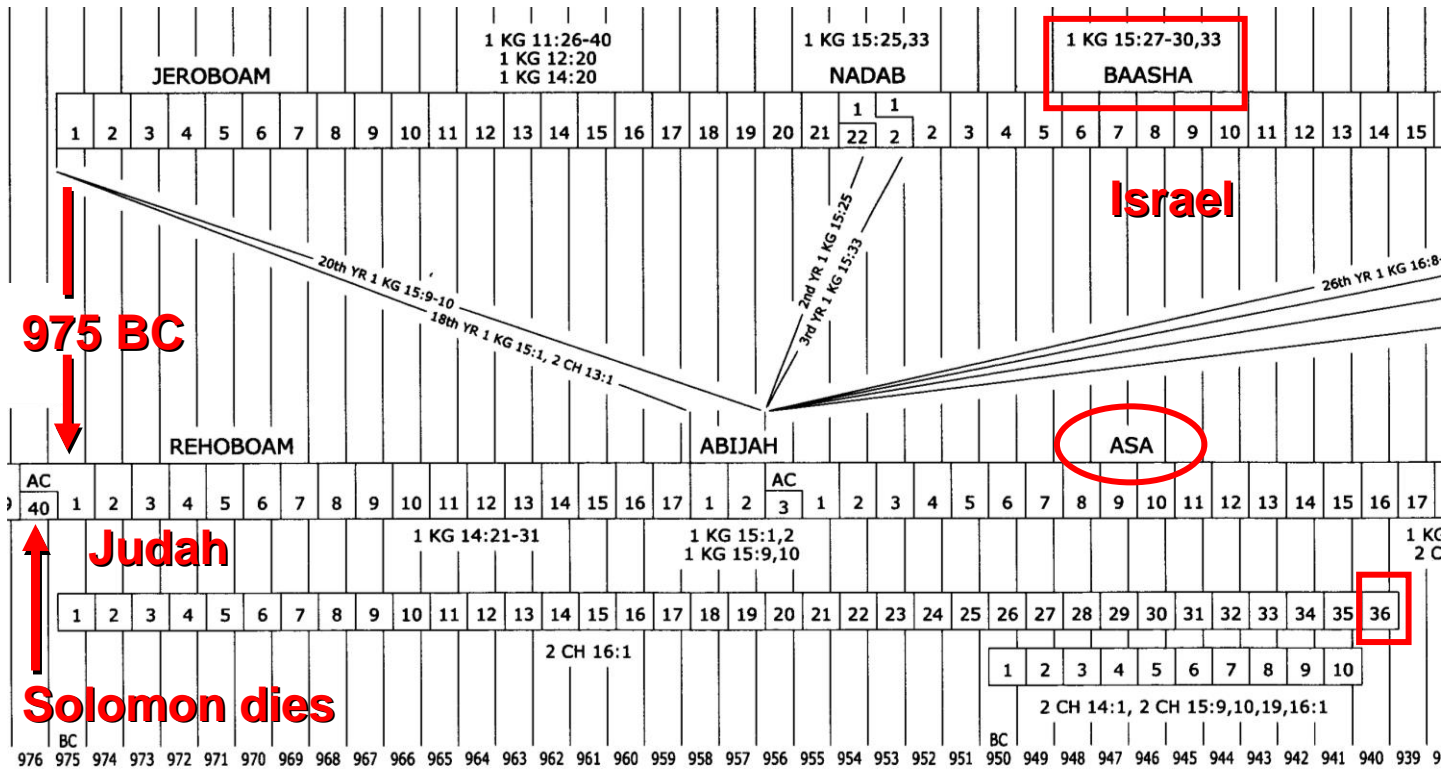 1 KG 11:26-40
1 KG 12:20
1 KG 14:20
1 KG 15:25,33
1 KG 15:27-30,33
JEROBOAM
NADAB
BAASHA
1 1
1 2 3 4 5 6 7 8 9 10 11 12 13 14 15 16 17 18 19 20 21 22 2 2 3 4 5 6 7 8 9 10 11 12 13 14 15
Israel
20th YR 1 KG 15:9-10
18th YR 1 KG 15:1, 2 CH 13:1
2nd YR 1 KG 15:25
3rd YR 1 KG 15:33
26th YR 1 KG 16:8-
975 BC
REHOBOAM
ABIJAH
ASA
AC AC
9 40 1 2 3 4 5 6 7 8 9 10 11 12 13 14 15 16 17 1 2 3 1 2 3 4 5 6 7 8 9 10 11 12 13 14 15 16 17
Judah
1 KG 14:21-31
1 KG 15:1,2
1 KG 15:9,10
1 KG
2 C
1 2 3 4 5 6 7 8 9 10 11 12 13 14 15 16 17 18 19 20 21 22 23 24 25 26 27 28 29 30 31 32 33 34 35 36
2 CH 16:1
1 2 3 4 5 6 7 8 9 10
Solomon dies
2 CH 14:1, 2 CH 15:9,10,19,16:1
BC BC
976 975 974 973 972 971 970 969 968 967 966 965 964 963 962 961 960 959 958 957 956 955 954 953 952 951 950 949 948 947 946 945 944 943 942 941 940 939 9